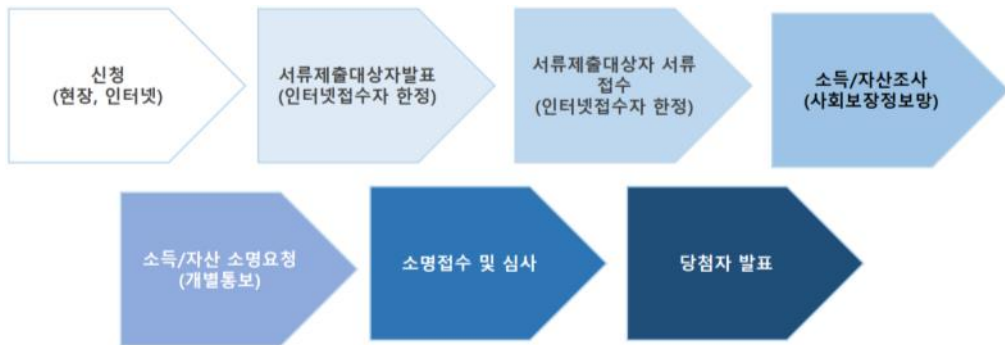 신청
(현장, 인터넷)
서류제출대상자발표
(인터넷접수자 한정)
서류제출대상자 서류
접수
(인터넷접수자 한정)
소득/자산조사
(사회보장정보망)
소득/자산 소명요청
(개별통보)
소명접수 및 심사
당첨자 발표